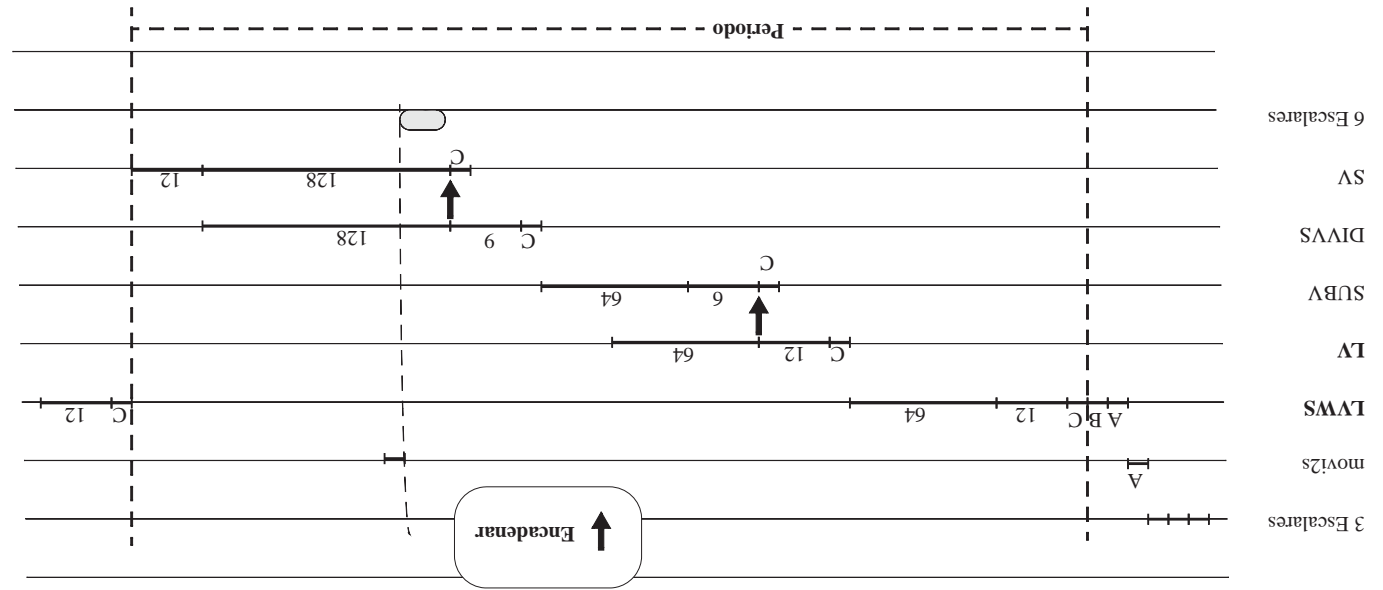 3 Escalares
Encadenar
movi2s
A
LVWS
A B C 12 64 C 12
LV
C 12 64
SUBV
6 64
C
DIVVS
C 9 128
SV
128 12
C
6 Escalares
Periodo